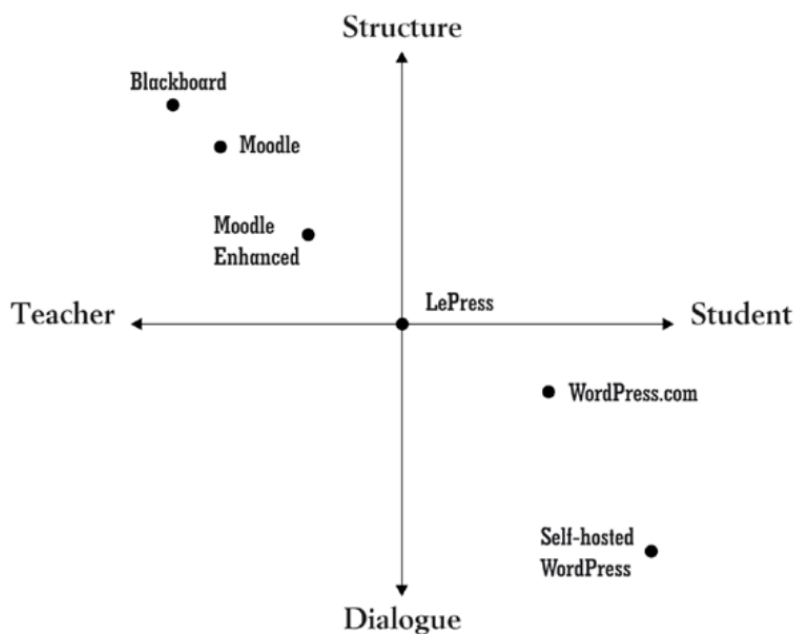 Structure
Blackboard
Moodle
Moodle
Enhanced
LePress
Teacher
Student
WordPress.com
Self-hosted
WordPress
Dialogue